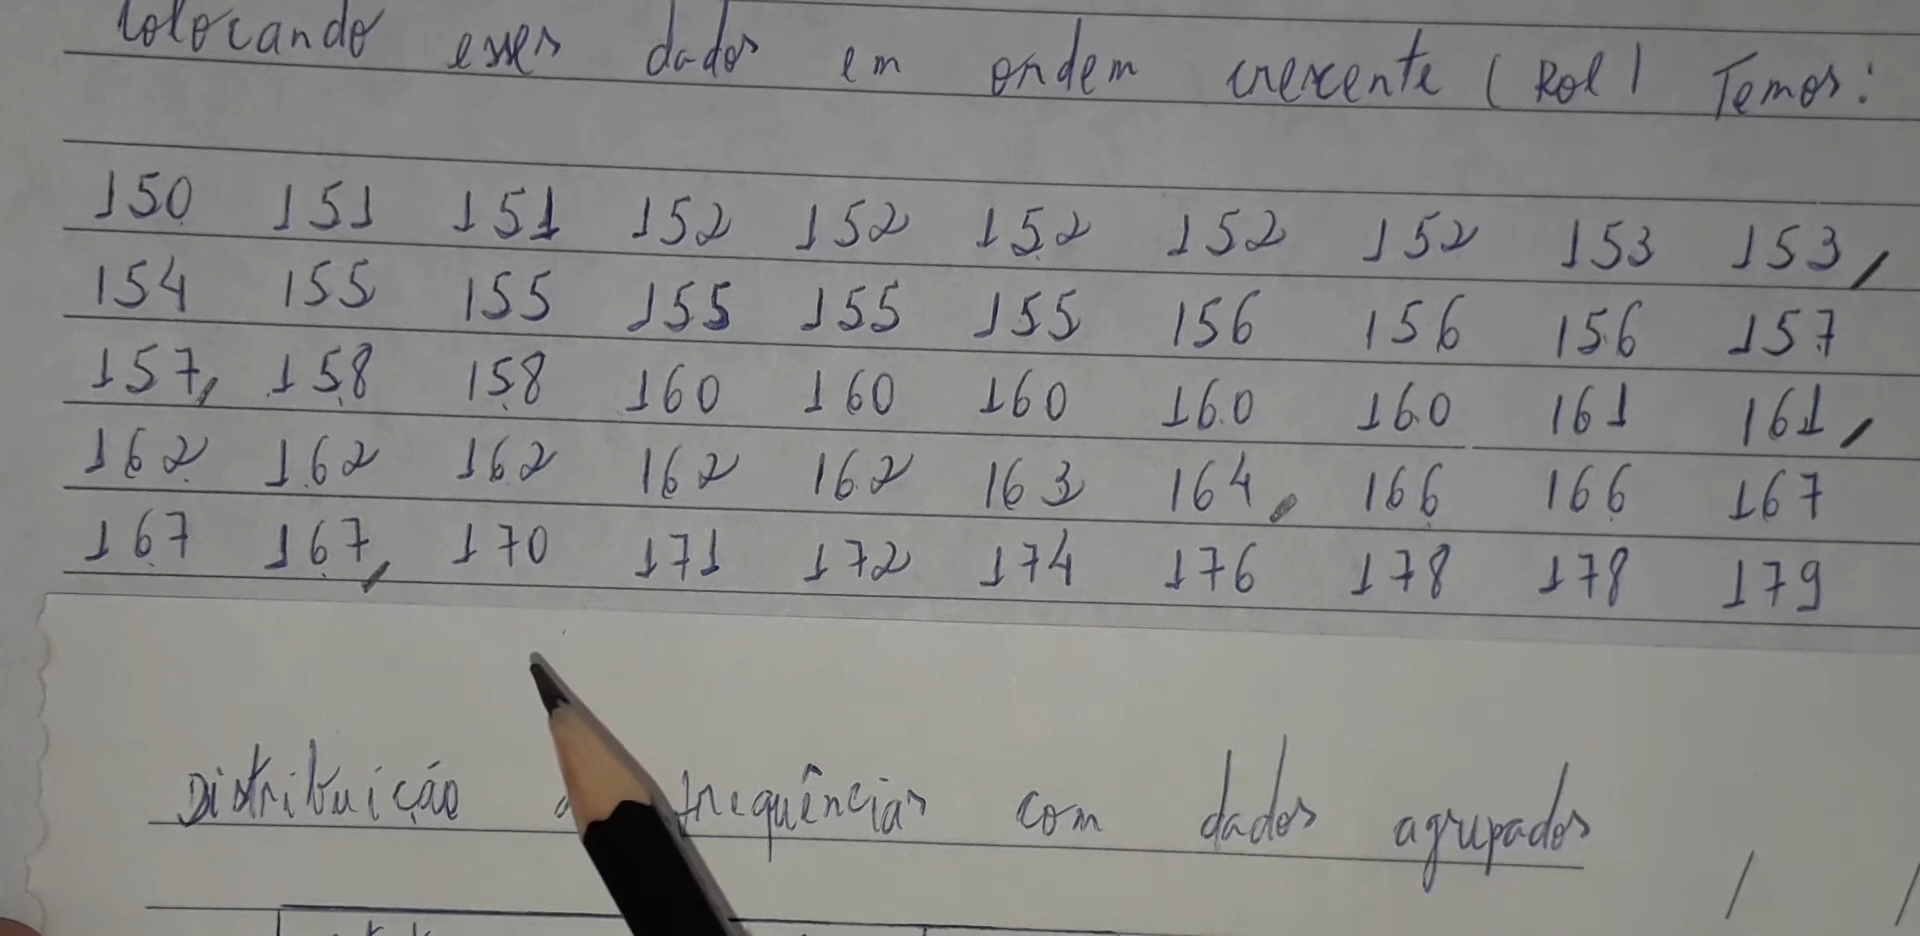 Colocando esses dados em ordem crescente (Rol) Temos:
150 151 151 152 152 152 152 152 153 153,
154 155 155 155 155 155 156 156 156 157
157, 158 158 160 160 160 160 160 161 161,
162 162 162 162 162 163 164, 166 166 167
167 167, 170 171 172 174 176 178 178 179
Distribuição frequências com dados agrupados